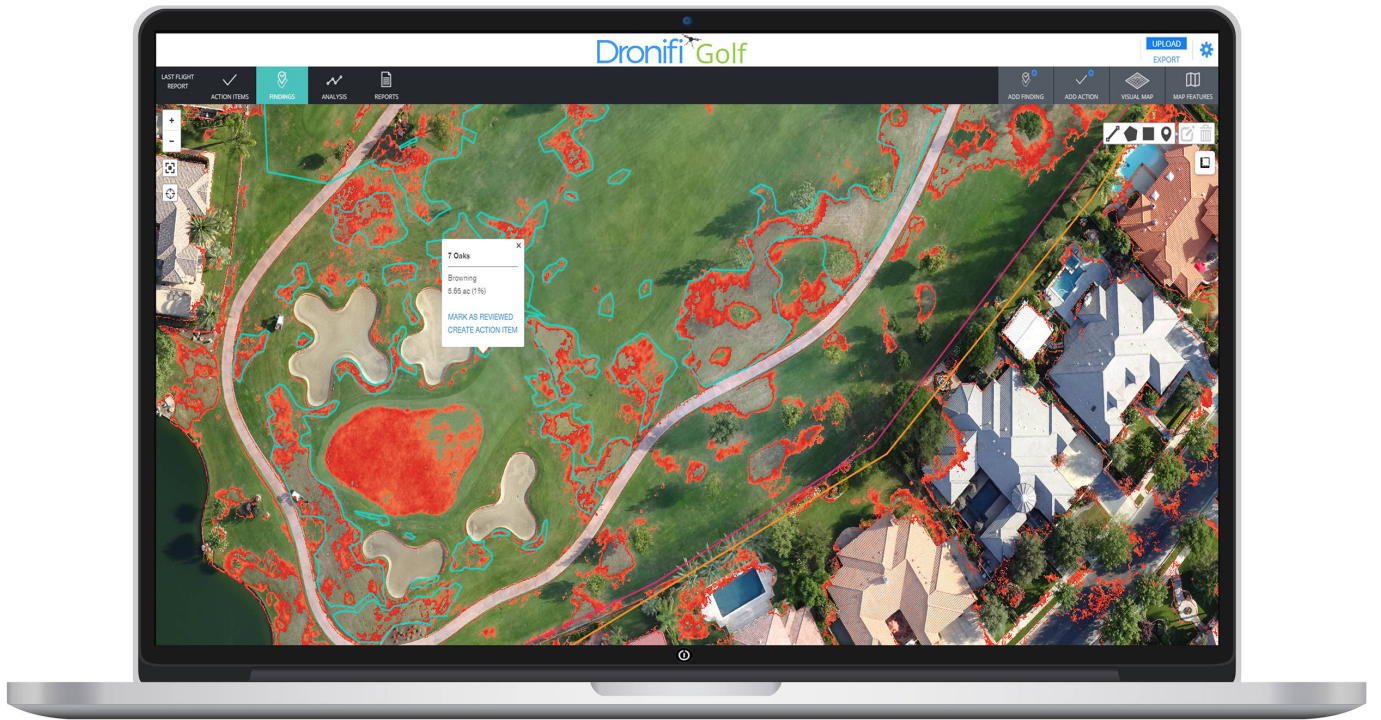 Dronifi Golf
UPLOAD
EXPORT
LAST FLIGHT
REPORT
ACTION ITEMS
FINDINGS
ANALYSIS
REPORTS
ADD FINDING
ADD ACTION
VISUAL MAP
MAP FEATURES
+
-
x
7 Oaks
Browning
5.65 ac (1%)
MARK AS REVIEWED
CREATE ACTION ITEM